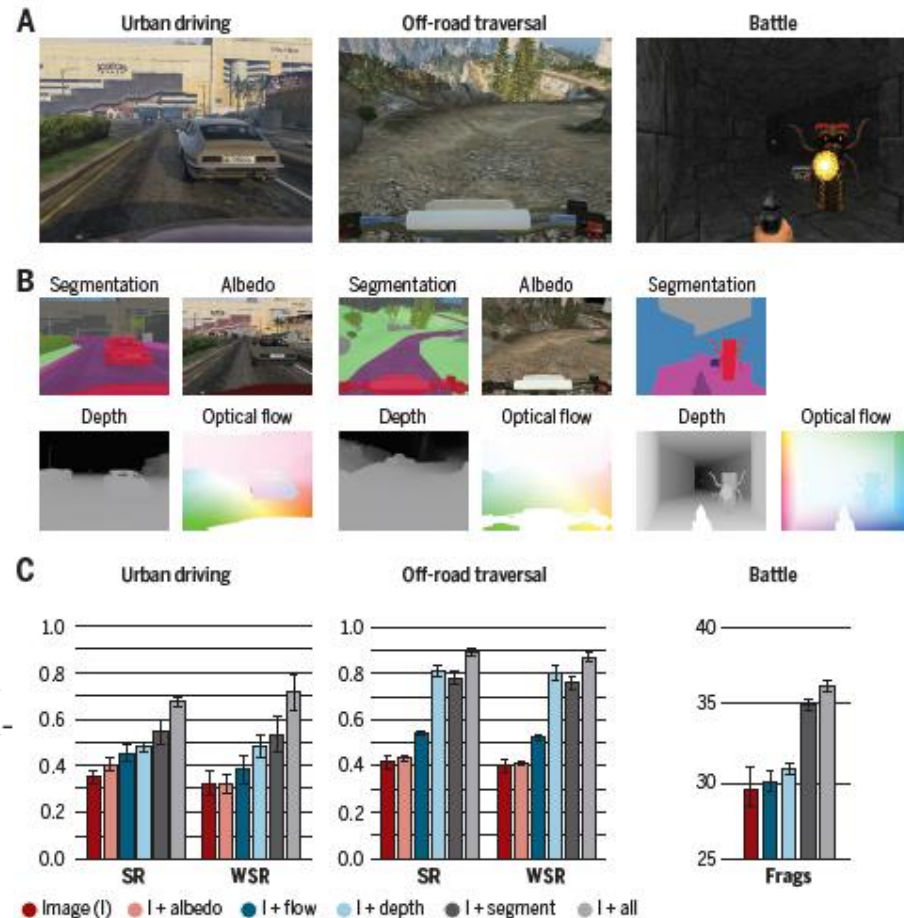 A
Urban driving
Off-road traversal
Battle
B
Segmentation
Albedo
Segmentation
Albedo
Segmentation
Depth
Optical flow
Depth
Optical flow
Depth
Optical flow
C
Urban driving
Off-road traversal
Battle
1.0
0.8
0.6
0.4
0.2
0.0
SR
WSR
1.0
0.8
0.6
0.4
0.2
0.0
SR
WSR
40
35
30
25
Frags
Image (I)
I + albedo
I + flow
I + depth
I + segment
I + all